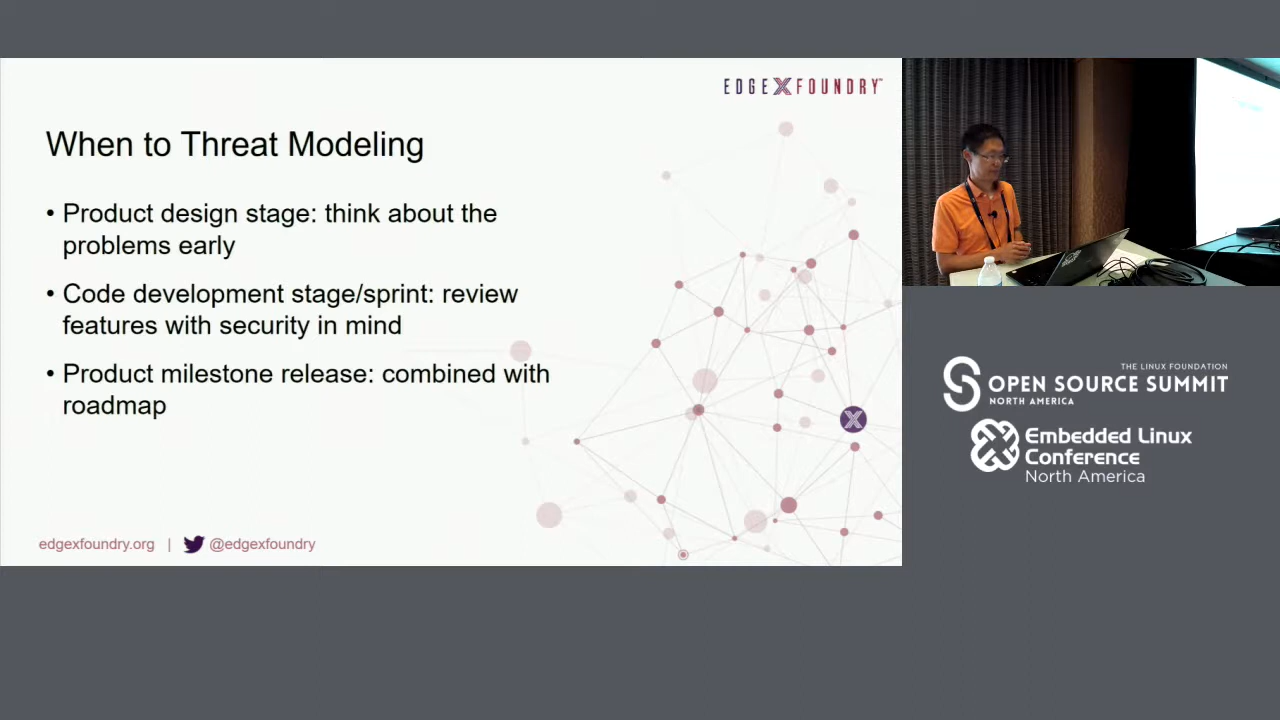 EDGEXFOUNDRY™
When to Threat Modeling
• Product design stage: think about the
problems early
• Code development stage/sprint: review
features with security in mind
• Product milestone release: combined with
roadmap
edgexfoundry.org | @edgexfoundry
THE LINUX FOUNDATION
OPEN SOURCE SUMMIT
NORTH AMERICA
Embedded Linux
Conference
North America